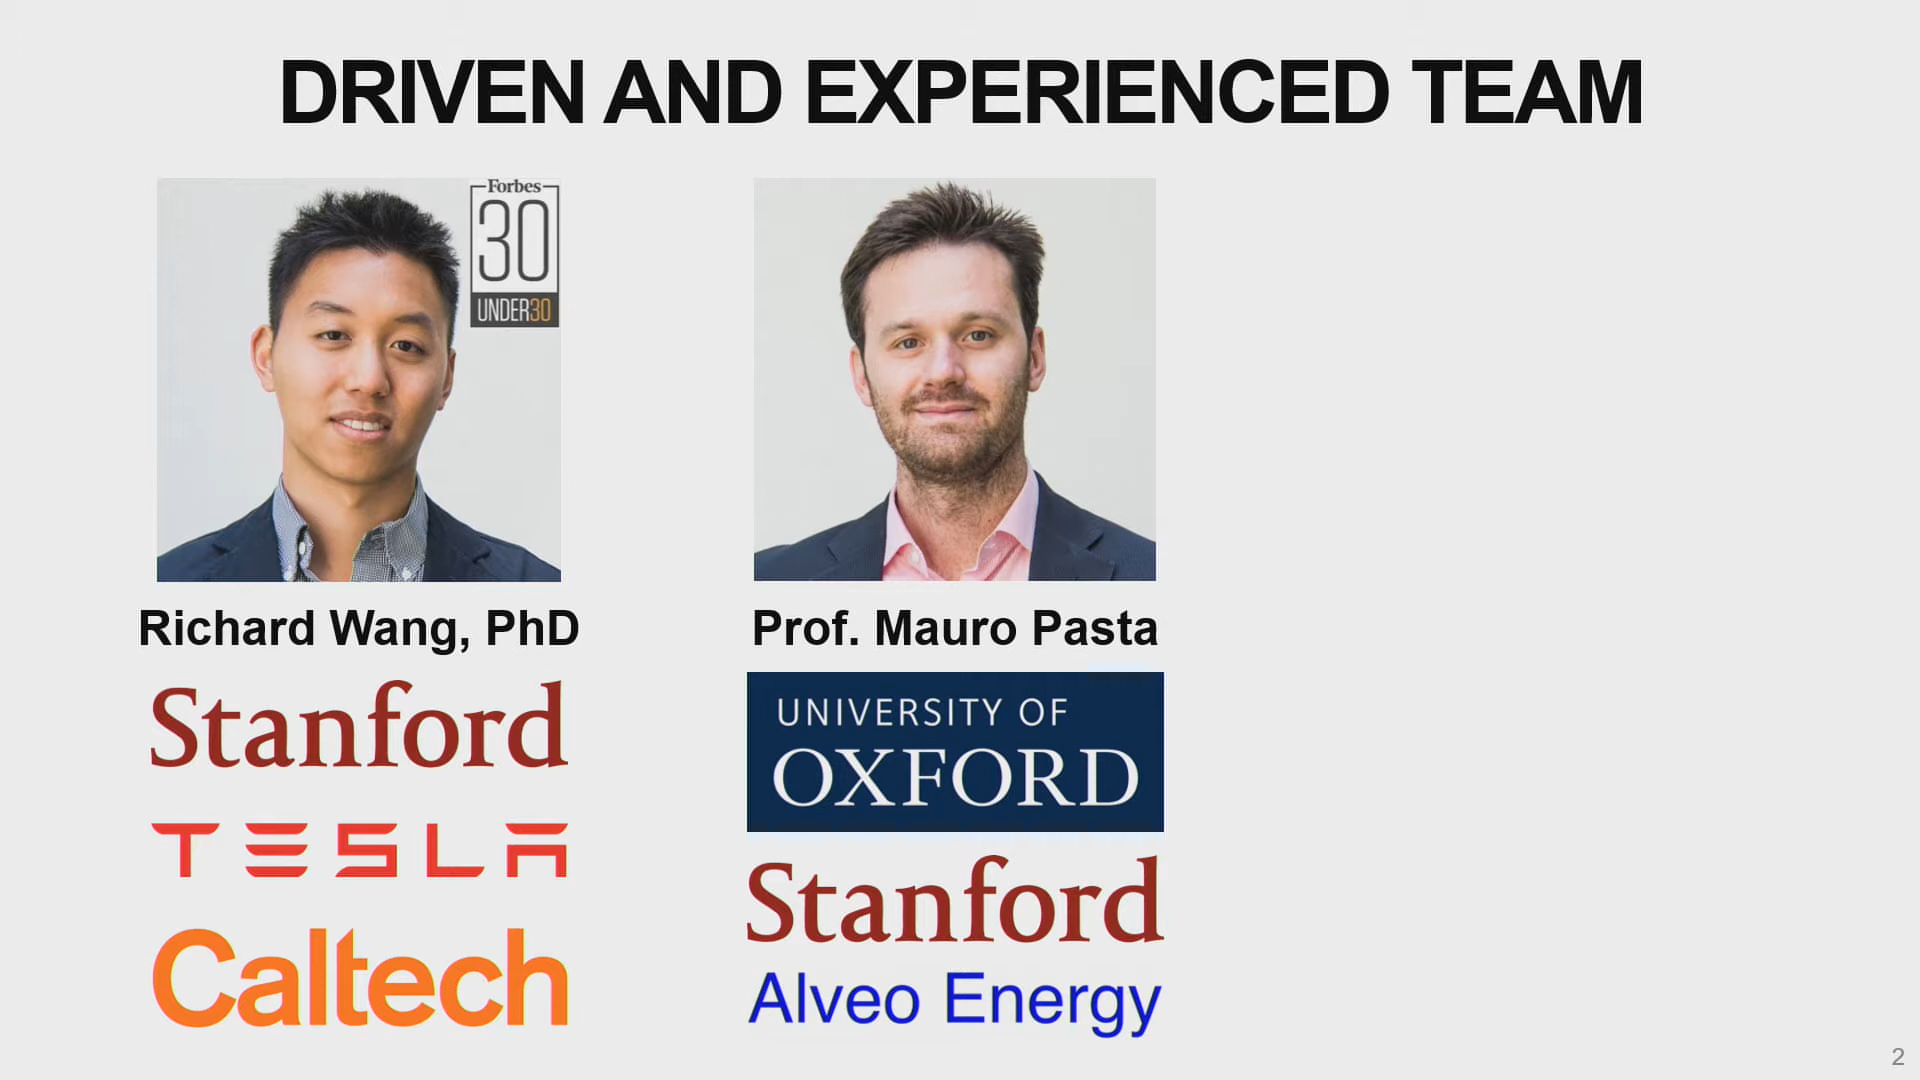 DRIVEN AND EXPERIENCED TEAM
Forbes
30
UNDER30
Richard Wang, PhD
Stanford
TESLA
Caltech
Prof. Mauro Pasta
UNIVERSITY OF
OXFORD
Stanford
Alveo Energy
2